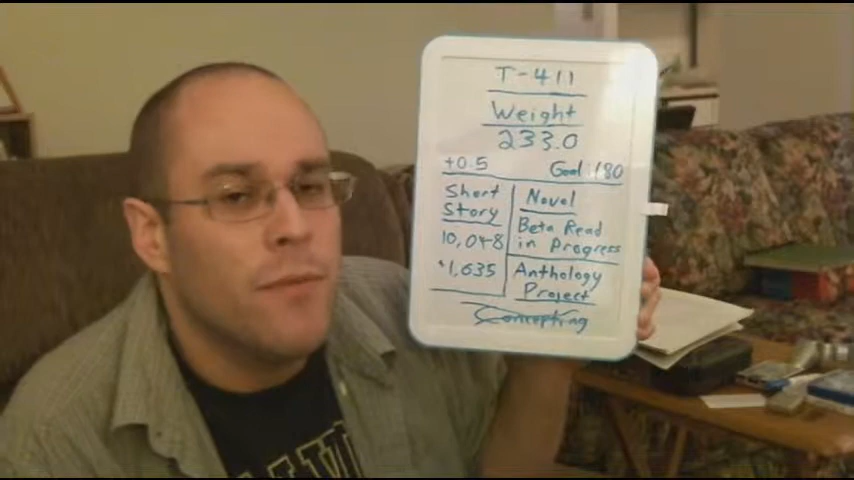 T-411
Weight
233.0
+0.5 Goal: 180
Short
Story
10,048
+1,635
Novel
Beta Read
in Progress
Anthology
Project
Concepting